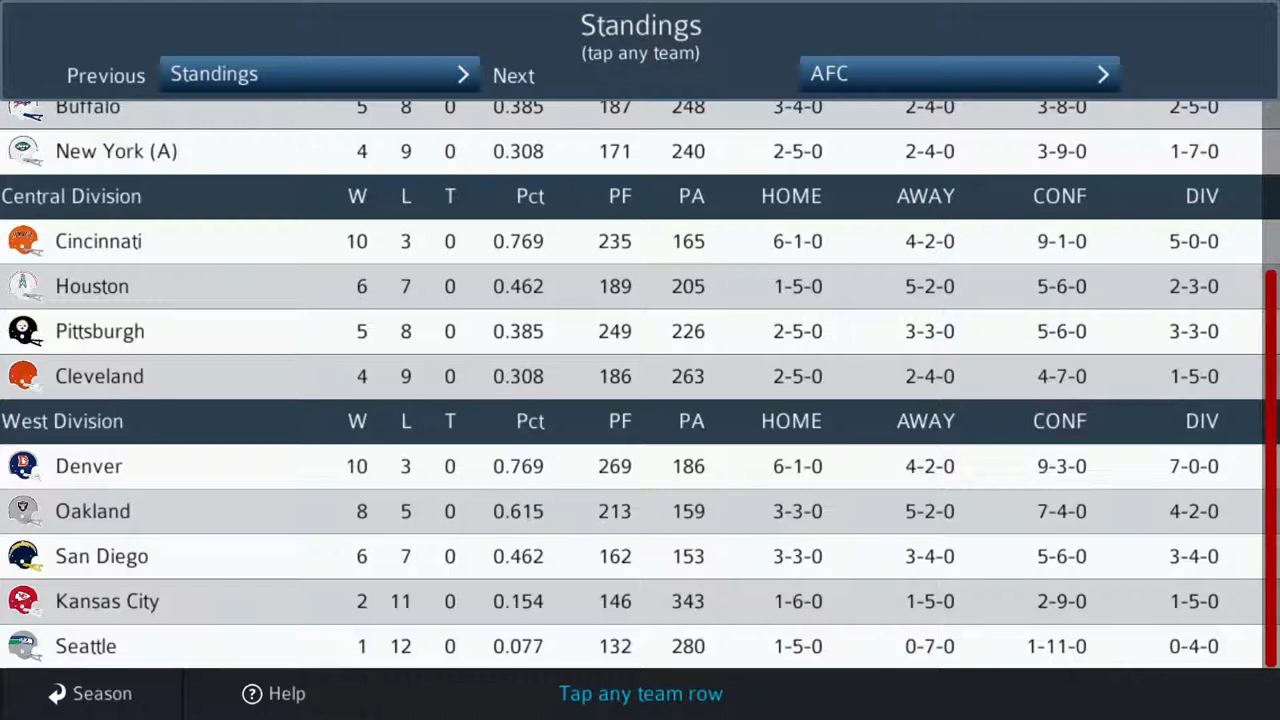 Standings
(tap any team)
Previous Standings > Next AFC >
Buffalo 5 8 0 0.385 187 248 3-4-0 2-4-0 3-8-0 2-5-0
New York (A) 4 9 0 0.308 171 240 2-5-0 2-4-0 3-9-0 1-7-0
Central Division W L T Pct PF PA HOME AWAY CONF DIV
Cincinnati 10 3 0 0.769 235 165 6-1-0 4-2-0 9-1-0 5-0-0
Houston 6 7 0 0.462 189 205 1-5-0 5-2-0 5-6-0 2-3-0
Pittsburgh 5 8 0 0.385 249 226 2-5-0 3-3-0 5-6-0 3-3-0
Cleveland 4 9 0 0.308 186 263 2-5-0 2-4-0 4-7-0 1-5-0
West Division W L T Pct PF PA HOME AWAY CONF DIV
Denver 10 3 0 0.769 269 186 6-1-0 4-2-0 9-3-0 7-0-0
Oakland 8 5 0 0.615 213 159 3-3-0 5-2-0 7-4-0 4-2-0
San Diego 6 7 0 0.462 162 153 3-3-0 3-4-0 5-6-0 3-4-0
Kansas City 2 11 0 0.154 146 343 1-6-0 1-5-0 2-9-0 1-5-0
Seattle 1 12 0 0.077 132 280 1-5-0 0-7-0 1-11-0 0-4-0
Season ? Help Tap any team row